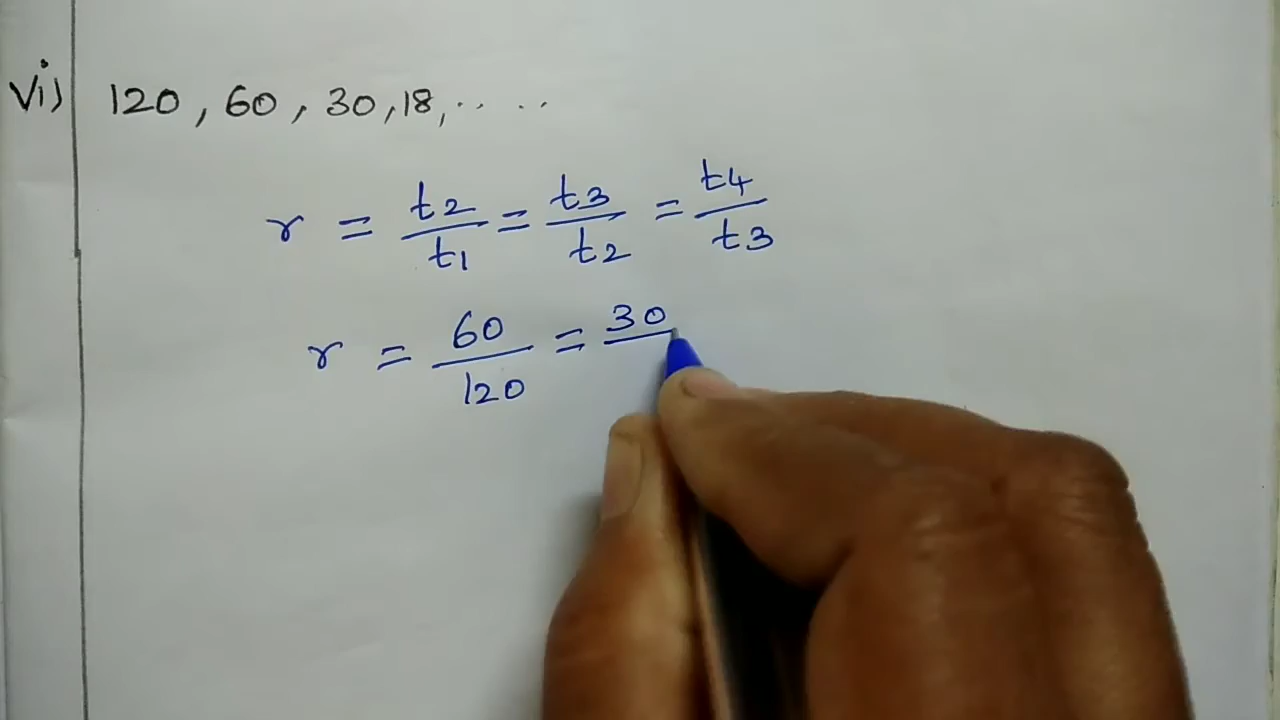 vi) 120, 60, 30, 18, .. ..
r = t2/t1 = t3/t2 = t4/t3
r = 60/120 = 30/